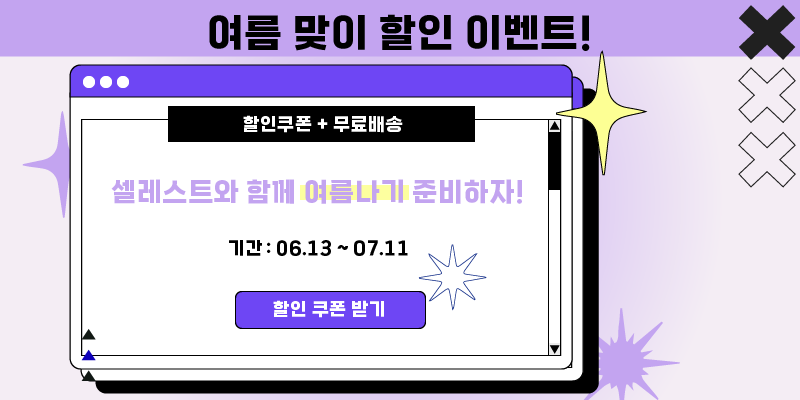 여름 맞이 할인 이벤트!
할인쿠폰 + 무료배송
셀레스트와 함께 여름나기 준비하자!
기간 : 06.13 ~ 07.11
할인 쿠폰 받기